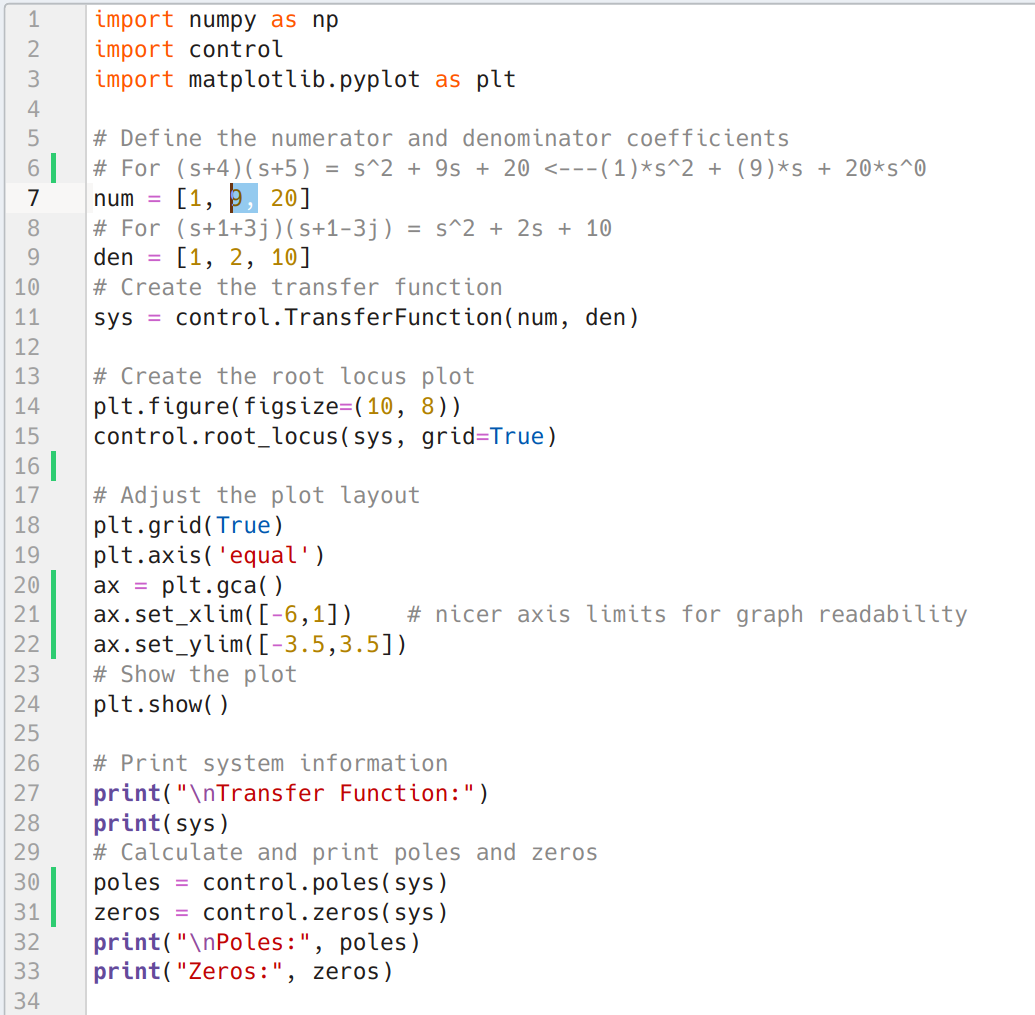 1 import numpy as np
2 import control
3 import matplotlib.pyplot as plt
4
5 # Define the numerator and denominator coefficients
6 # For (s+4)(s+5) = s^2 + 9s + 20 <---(1)*s^2 + (9)*s + 20*s^0
7 num = [1, 9, 20]
8 # For (s+1+3j)(s+1-3j) = s^2 + 2s + 10
9 den = [1, 2, 10]
10 # Create the transfer function
11 sys = control.TransferFunction(num, den)
12
13 # Create the root locus plot
14 plt.figure(figsize=(10, 8))
15 control.root_locus(sys, grid=True)
16
17 # Adjust the plot layout
18 plt.grid(True)
19 plt.axis('equal')
20 ax = plt.gca()
21 ax.set_xlim([-6,1])    # nicer axis limits for graph readability
22 ax.set_ylim([-3.5,3.5])
23 # Show the plot
24 plt.show()
25
26 # Print system information
27 print("\nTransfer Function:")
28 print(sys)
29 # Calculate and print poles and zeros
30 poles = control.poles(sys)
31 zeros = control.zeros(sys)
32 print("\nPoles:", poles)
33 print("Zeros:", zeros)
34